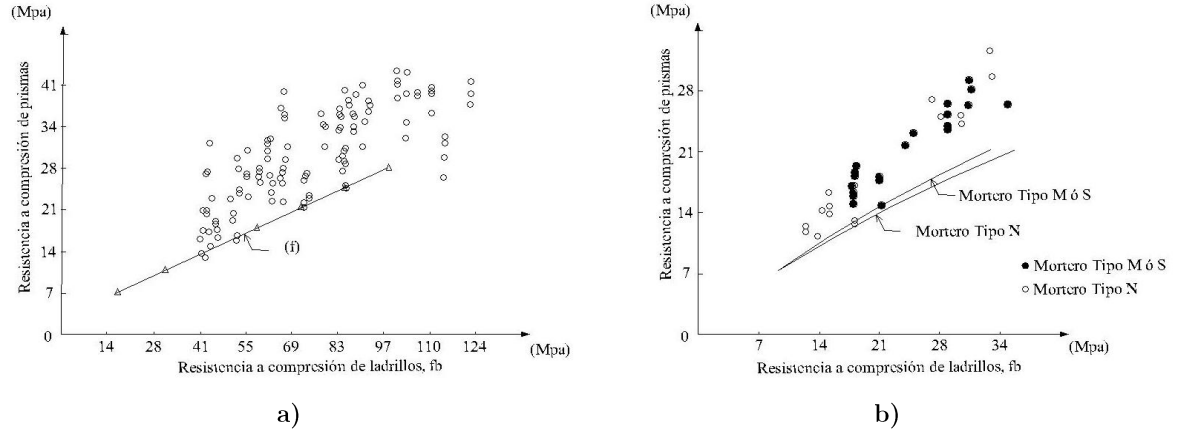 (Mpa)
Resistencia a compresión de prismas
41
34
28
21
14
7
0
14 28 41 55 69 83 97 110 124
(Mpa)
Resistencia a compresión de ladrillos, fb
(f)
a)
(Mpa)
Resistencia a compresión de prismas
28
21
14
7
0
7 14 21 28 34
(Mpa)
Resistencia a compresión de ladrillos, fb
Mortero Tipo M ó S
Mortero Tipo N
Mortero Tipo M ó S
Mortero Tipo N
b)